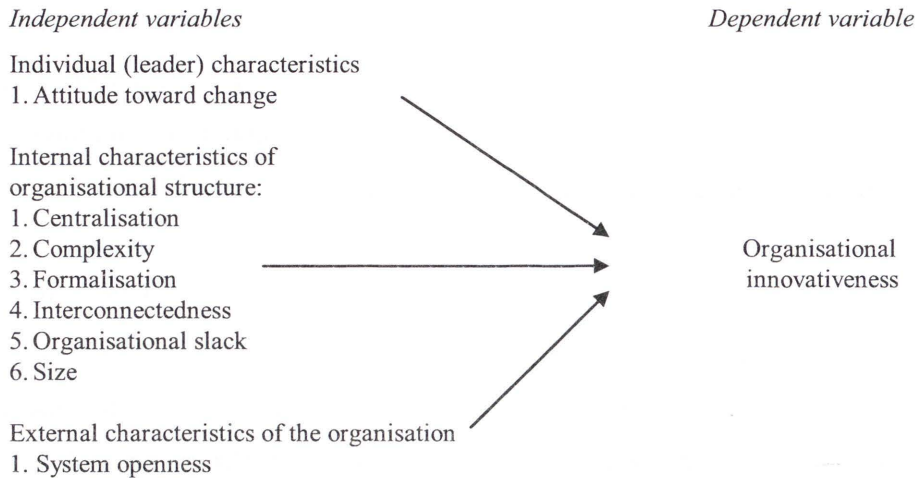 Independent variables
Dependent variable
Individual (leader) characteristics
1. Attitude toward change
Internal characteristics of
organisational structure:
1. Centralisation
2. Complexity
3. Formalisation
4. Interconnectedness
5. Organisational slack
6. Size
Organisational
innovativeness
External characteristics of the organisation
1. System openness